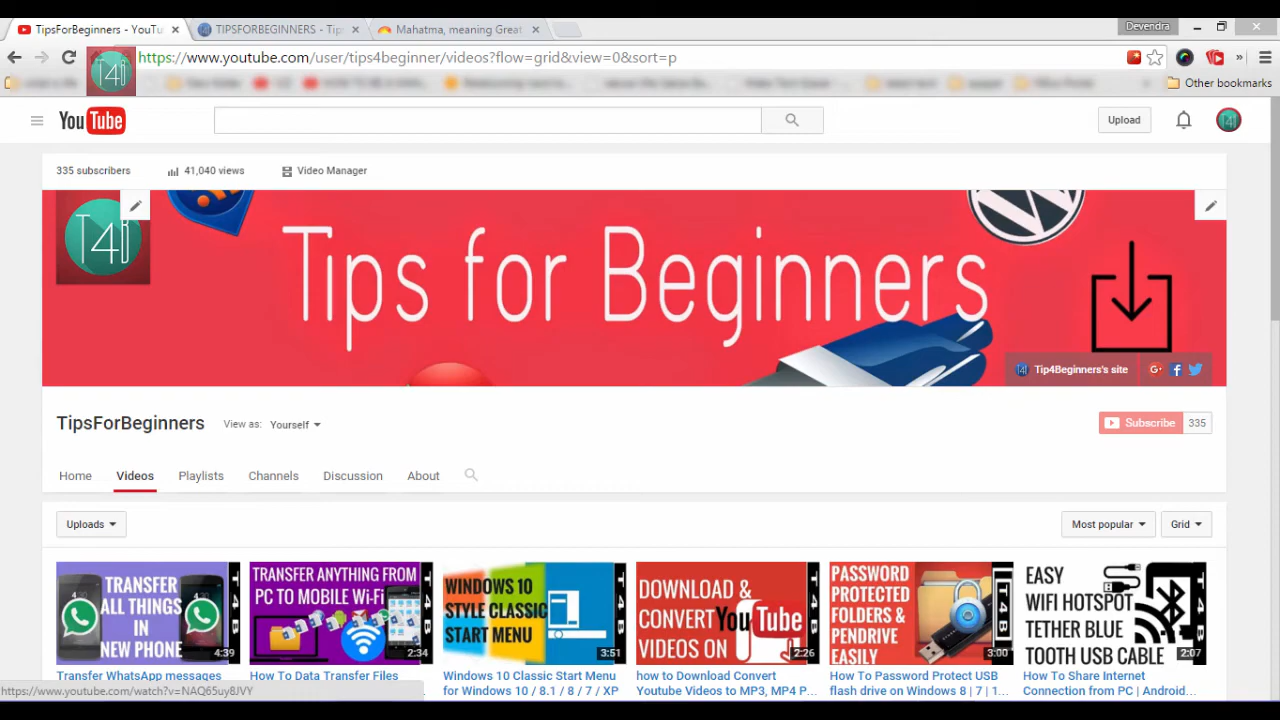 TipsForBeginners - YouTu
TIPSFORBEGINNERS - Tip
Mahatma, meaning Great
Devendra
https://www.youtube.com/user/tips4beginner/videos?flow=grid&view=0&sort=p
T4B
Other bookmarks
YouTube
Upload
335 subscribers
41,040 views
Video Manager
T4B
Tips for Beginners
Tip4Beginners's site
TipsForBeginners
View as:
Yourself
Subscribe
335
Home
Videos
Playlists
Channels
Discussion
About
Uploads
Most popular
Grid
TRANSFER
ALL THINGS
IN
NEW PHONE
T4B
4:39
TRANSFER ANYTHING FROM
PC TO MOBILE Wi-Fi
T4B
2:34
WINDOWS 10
STYLE CLASSIC
START MENU
T4B
3:51
DOWNLOAD &
CONVERT YouTube
VIDEOS ON
T4B
2:26
PASSWORD
PROTECTED
FOLDERS &
PENDRIVE
EASILY
T4B
3:00
EASY
WIFI HOTSPOT
TETHER BLUE
TOOTH USB CABLE
T4B
2:07
Transfer WhatsApp messages
How To Data Transfer Files
Windows 10 Classic Start Menu
for Windows 10 / 8.1 / 8 / 7 / XP
how to Download Convert
Youtube Videos to MP3, MP4 P...
How To Password Protect USB
flash drive on Windows 8 | 7 | 1...
How To Share Internet
Connection from PC | Android...
https://www.youtube.com/watch?v=NAQ65uy8JVY